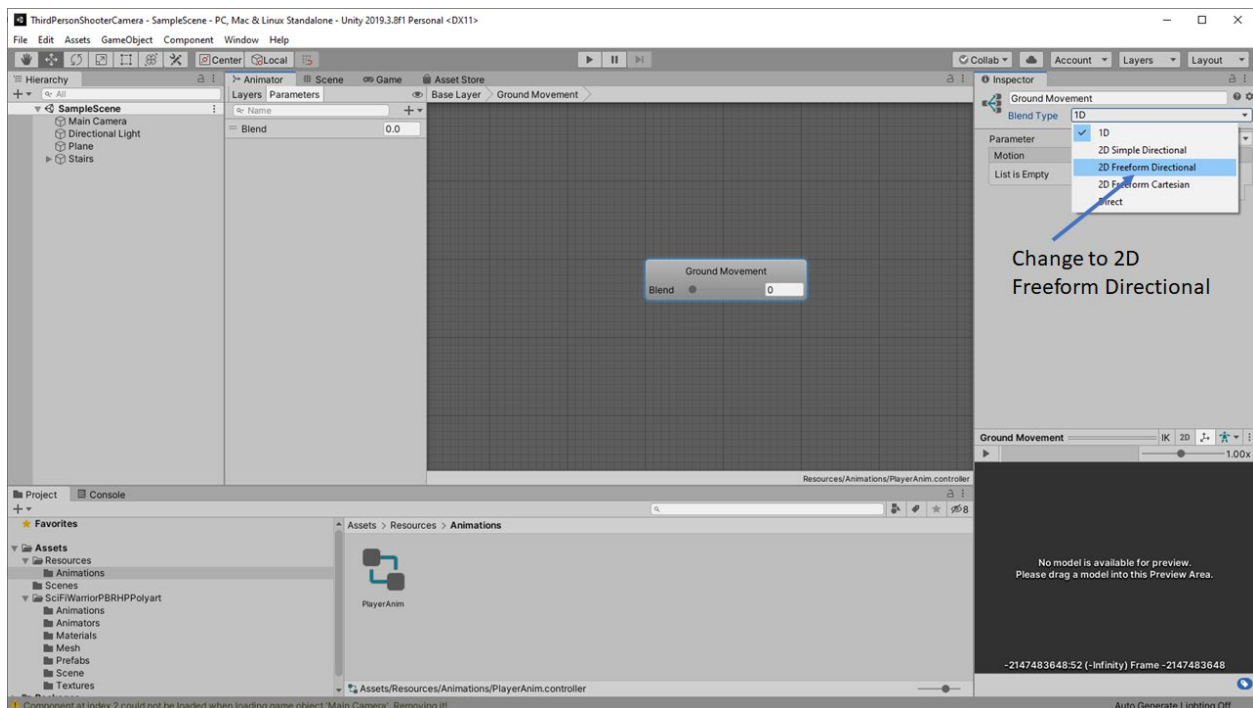 ThirdPersonShooterCamera - SampleScene - PC, Mac & Linux Standalone - Unity 2019.3.8f1 Personal <DX11>
File Edit Assets GameObject Component Window Help
Center Local
Collab Account Layers Layout
Hierarchy
All
SampleScene
Main Camera
Directional Light
Plane
Stairs
Animator Scene Game Asset Store
Layers Parameters
Base Layer Ground Movement
Name
Blend 0.0
Ground Movement
Blend 0
Resources/Animations/PlayerAnim.controller
Inspector
Ground Movement
Blend Type 1D
Parameter
Motion
List is Empty
1D
2D Simple Directional
2D Freeform Directional
2D Freeform Cartesian
Direct
Change to 2D
Freeform Directional
Ground Movement IK 2D
1.00x
No model is available for preview.
Please drag a model into this Preview Area.
-2147483648:52 (-Infinity) Frame -2147483648
Project Console
8
Favorites
Assets
Resources
Animations
Scenes
SciFiWarriorPBRHPPolyart
Animations
Animators
Materials
Mesh
Prefabs
Scene
Textures
Assets > Resources > Animations
PlayerAnim
Assets/Resources/Animations/PlayerAnim.controller
Component at index 2 could not be loaded when loading game object 'Main Camera'. Removing it!
Auto Generate Lighting Off